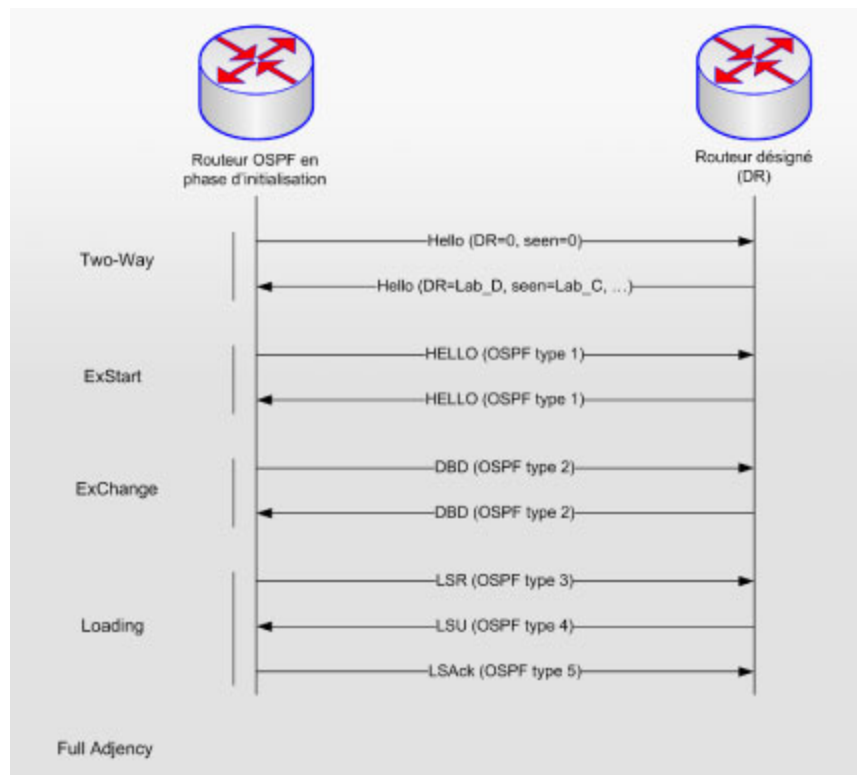 Routeur OSPF en
phase d'initialisation
Routeur désigné
(DR)
Two-Way
Hello (DR=0, seen=0)
Hello (DR=Lab_D, seen=Lab_C, …)
ExStart
HELLO (OSPF type 1)
HELLO (OSPF type 1)
ExChange
DBD (OSPF type 2)
DBD (OSPF type 2)
Loading
LSR (OSPF type 3)
LSU (OSPF type 4)
LSAck (OSPF type 5)
Full Adjency